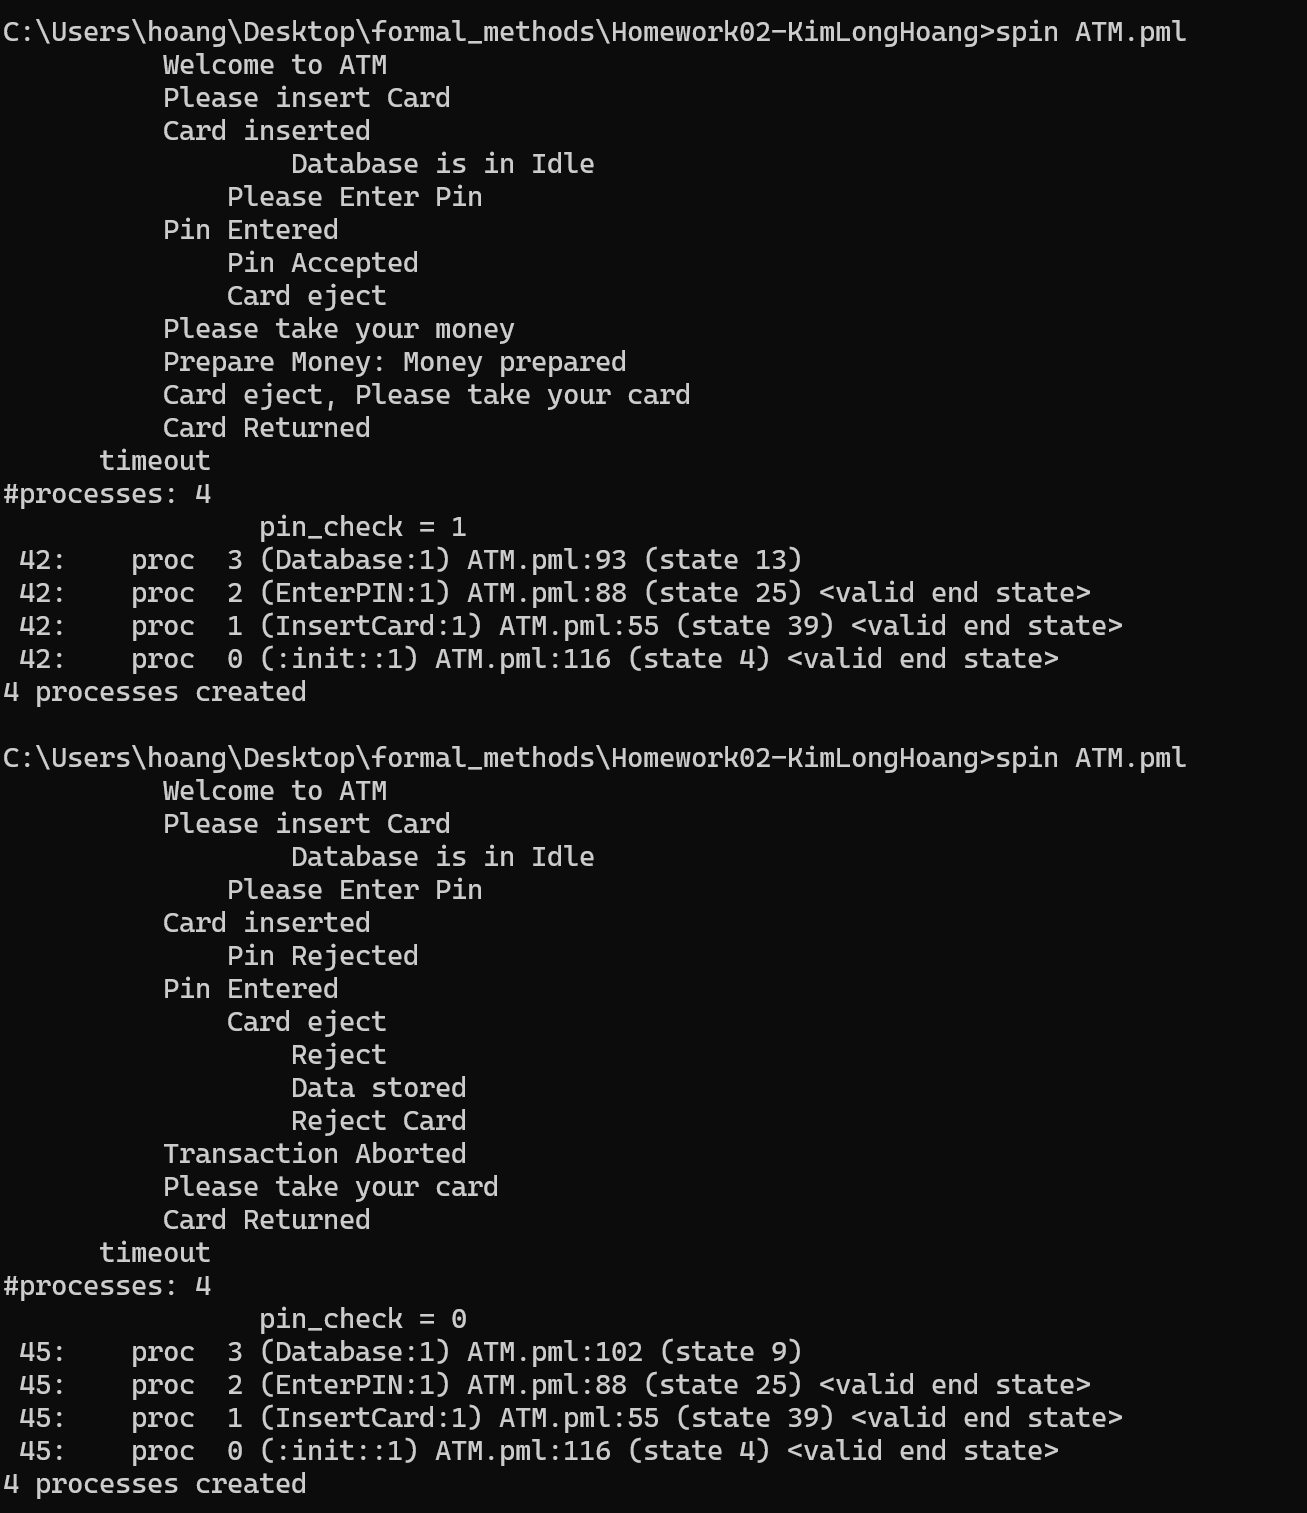 C:\Users\hoang\Desktop\formal_methods\Homework02-KimLongHoang>spin ATM.pml
Welcome to ATM
Please insert Card
Card inserted
Database is in Idle
Please Enter Pin
Pin Entered
Pin Accepted
Card eject
Please take your money
Prepare Money: Money prepared
Card eject, Please take your card
Card Returned
timeout
#processes: 4
pin_check = 1
42: proc 3 (Database:1) ATM.pml:93 (state 13)
42: proc 2 (EnterPIN:1) ATM.pml:88 (state 25) <valid end state>
42: proc 1 (InsertCard:1) ATM.pml:55 (state 39) <valid end state>
42: proc 0 (:init::1) ATM.pml:116 (state 4) <valid end state>
4 processes created
C:\Users\hoang\Desktop\formal_methods\Homework02-KimLongHoang>spin ATM.pml
Welcome to ATM
Please insert Card
Database is in Idle
Please Enter Pin
Card inserted
Pin Rejected
Pin Entered
Card eject
Reject
Data stored
Reject Card
Transaction Aborted
Please take your card
Card Returned
timeout
#processes: 4
pin_check = 0
45: proc 3 (Database:1) ATM.pml:102 (state 9)
45: proc 2 (EnterPIN:1) ATM.pml:88 (state 25) <valid end state>
45: proc 1 (InsertCard:1) ATM.pml:55 (state 39) <valid end state>
45: proc 0 (:init::1) ATM.pml:116 (state 4) <valid end state>
4 processes created